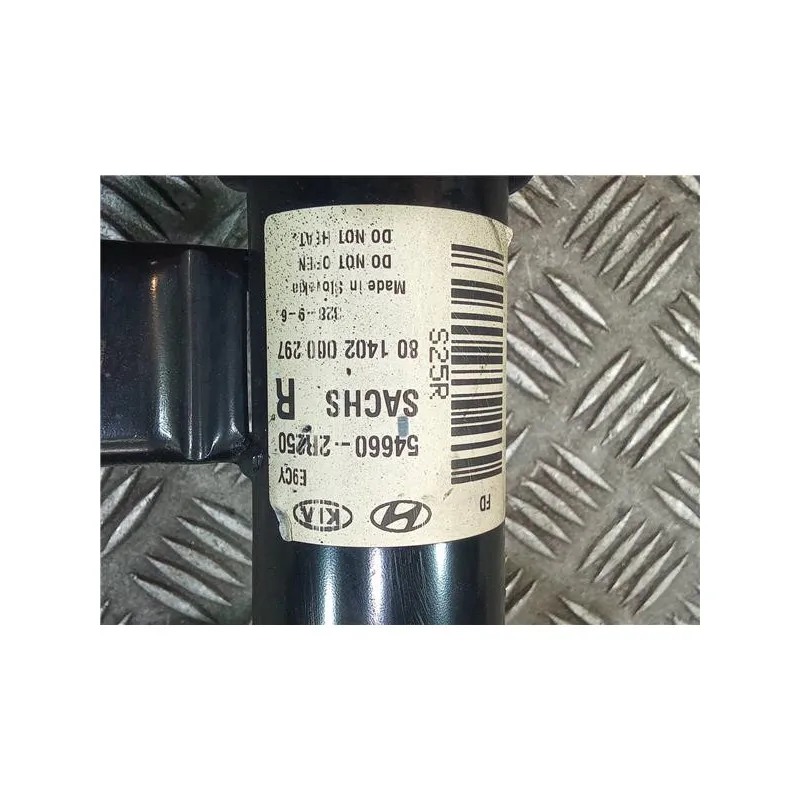 KIA
E9CY
FD
54660-2R250
SACHS R
S25R
80 1402 000 297
328-9-6
Made in Slovakia
DO NOT OPEN
DO NOT HEAT.